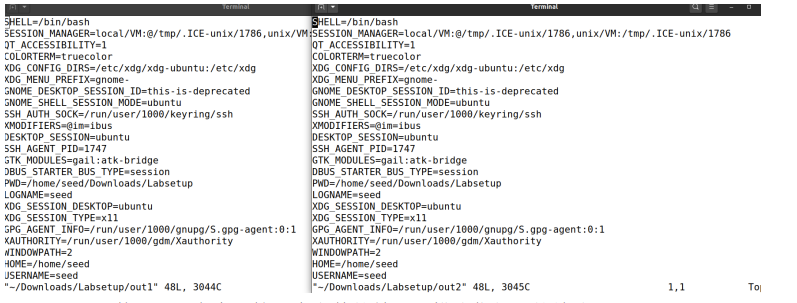 Terminal
SHELL=/bin/bash
SESSION_MANAGER=local/VM:@/tmp/.ICE-unix/1786,unix/VM:
QT_ACCESSIBILITY=1
COLORTERM=truecolor
XDG_CONFIG_DIRS=/etc/xdg/xdg-ubuntu:/etc/xdg
XDG_MENU_PREFIX=gnome-
GNOME_DESKTOP_SESSION_ID=this-is-deprecated
GNOME_SHELL_SESSION_MODE=ubuntu
SSH_AUTH_SOCK=/run/user/1000/keyring/ssh
XMODIFIERS=@im=ibus
DESKTOP_SESSION=ubuntu
SSH_AGENT_PID=1747
GTK_MODULES=gail:atk-bridge
DBUS_STARTER_BUS_TYPE=session
PWD=/home/seed/Downloads/Labsetup
LOGNAME=seed
XDG_SESSION_DESKTOP=ubuntu
XDG_SESSION_TYPE=x11
GPG_AGENT_INFO=/run/user/1000/gnupg/S.gpg-agent:0:1
XAUTHORITY=/run/user/1000/gdm/Xauthority
WINDOWPATH=2
HOME=/home/seed
USERNAME=seed
"~/Downloads/Labsetup/out1" 48L, 3044C
Terminal
SHELL=/bin/bash
SESSION_MANAGER=local/VM:@/tmp/.ICE-unix/1786,unix/VM:/tmp/.ICE-unix/1786
QT_ACCESSIBILITY=1
COLORTERM=truecolor
XDG_CONFIG_DIRS=/etc/xdg/xdg-ubuntu:/etc/xdg
XDG_MENU_PREFIX=gnome-
GNOME_DESKTOP_SESSION_ID=this-is-deprecated
GNOME_SHELL_SESSION_MODE=ubuntu
SSH_AUTH_SOCK=/run/user/1000/keyring/ssh
XMODIFIERS=@im=ibus
DESKTOP_SESSION=ubuntu
SSH_AGENT_PID=1747
GTK_MODULES=gail:atk-bridge
DBUS_STARTER_BUS_TYPE=session
PWD=/home/seed/Downloads/Labsetup
LOGNAME=seed
XDG_SESSION_DESKTOP=ubuntu
XDG_SESSION_TYPE=x11
GPG_AGENT_INFO=/run/user/1000/gnupg/S.gpg-agent:0:1
XAUTHORITY=/run/user/1000/gdm/Xauthority
WINDOWPATH=2
HOME=/home/seed
USERNAME=seed
"~/Downloads/Labsetup/out2" 48L, 3045C 1,1 Top